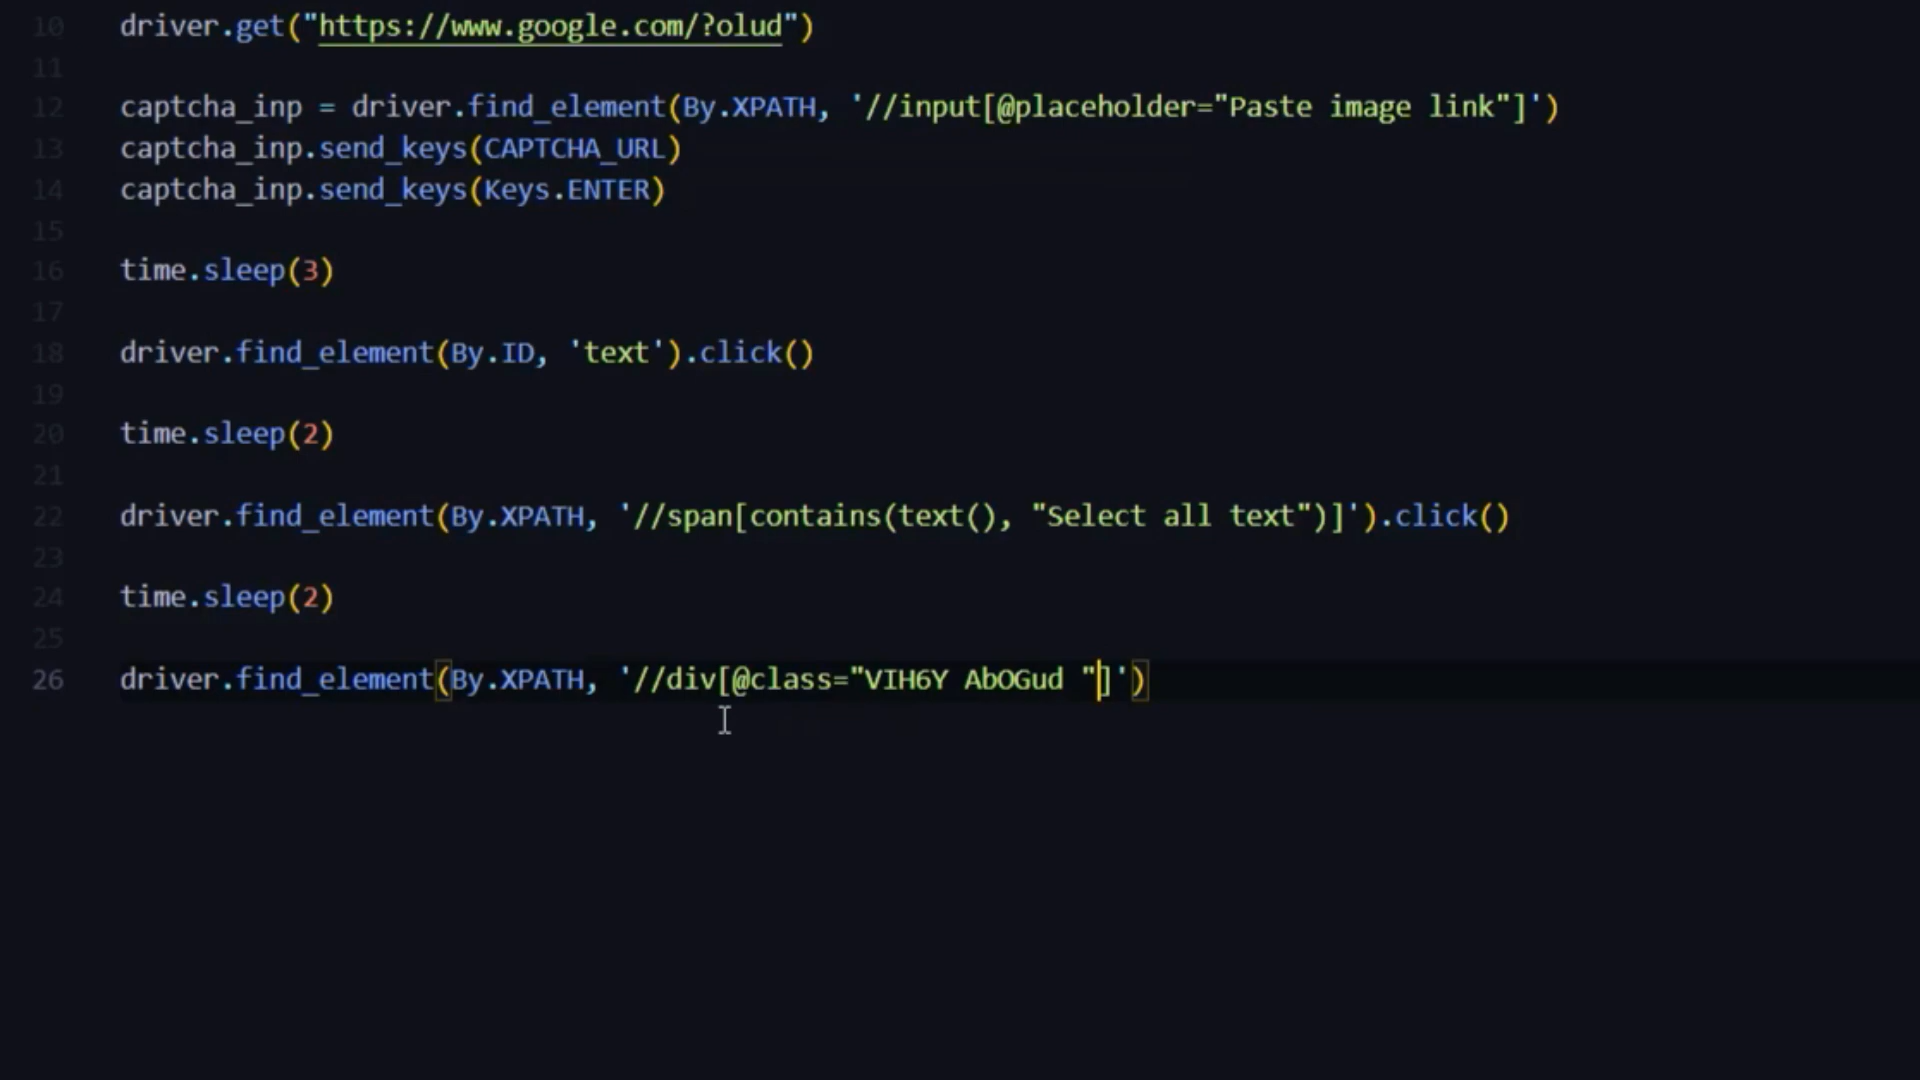 10 driver.get("https://www.google.com/?olud")
11
12 captcha_inp = driver.find_element(By.XPATH, '//input[@placeholder="Paste image link"]')
13 captcha_inp.send_keys(CAPTCHA_URL)
14 captcha_inp.send_keys(Keys.ENTER)
15
16 time.sleep(3)
17
18 driver.find_element(By.ID, 'text').click()
19
20 time.sleep(2)
21
22 driver.find_element(By.XPATH, '//span[contains(text(), "Select all text")]').click()
23
24 time.sleep(2)
25
26 driver.find_element(By.XPATH, '//div[@class="VIH6Y AbOGud "]')